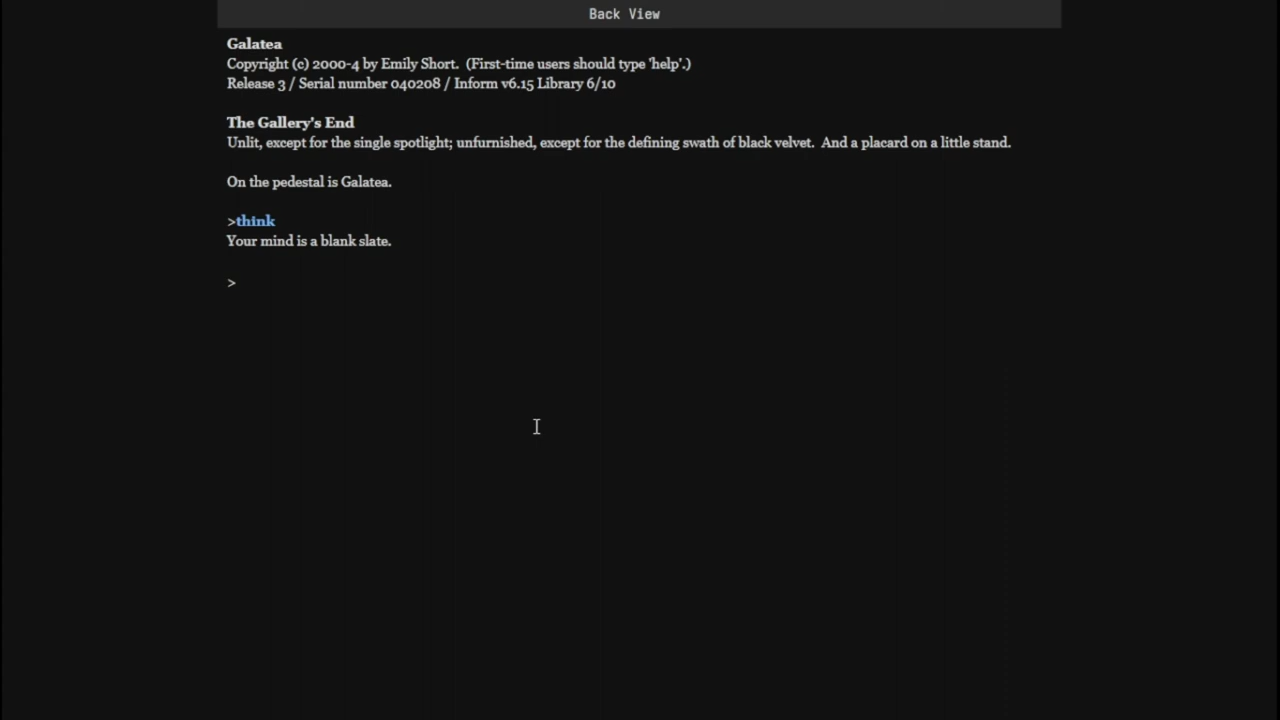 Back View
Galatea
Copyright (c) 2000-4 by Emily Short.  (First-time users should type 'help'.)
Release 3 / Serial number 040208 / Inform v6.15 Library 6/10
The Gallery's End
Unlit, except for the single spotlight; unfurnished, except for the defining swath of black velvet.  And a placard on a little stand.
On the pedestal is Galatea.
>think
Your mind is a blank slate.
>